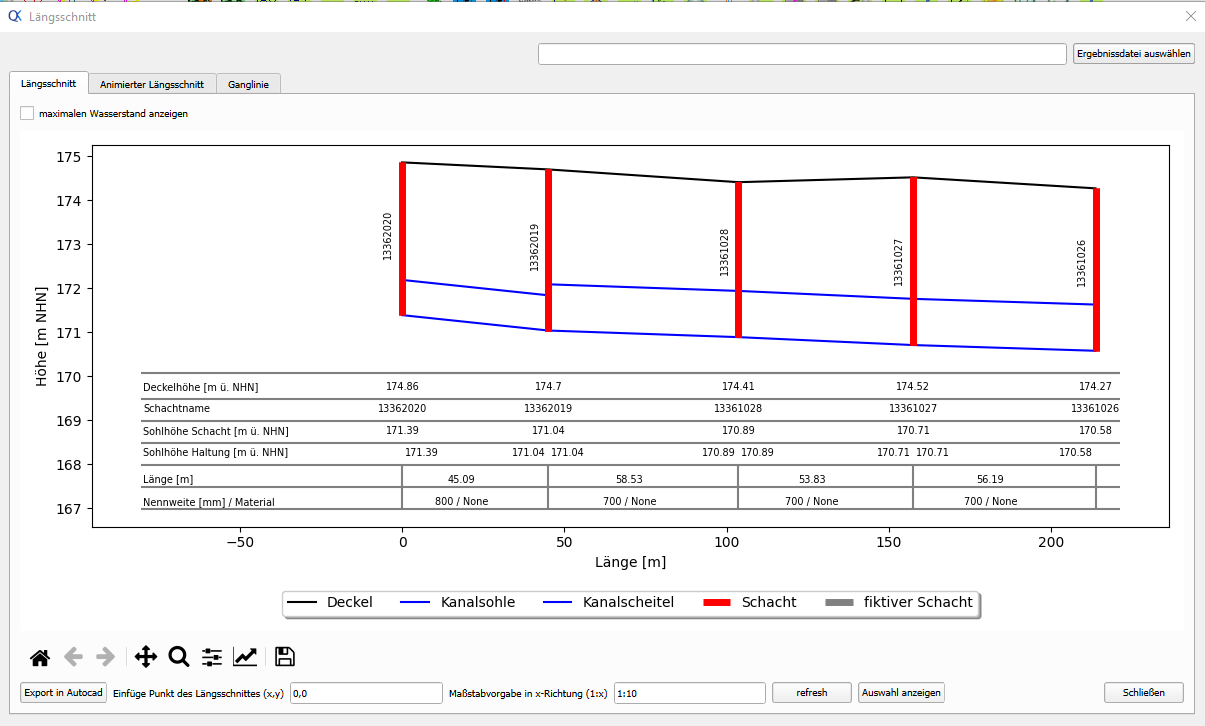 Längsschnitt
Ergebnissdatei auswählen
Längsschnitt Animierter Längsschnitt Ganglinie
maximalen Wasserstand anzeigen
175
174
173
172
171
170
169
168
167
Höhe [m NHN]
13362020
13362019
13361028
13361027
13361026
Deckelhöhe [m ü. NHN] 174.86 174.7 174.41 174.52 174.27
Schachtname 13362020 13362019 13361028 13361027 13361026
Sohlhöhe Schacht [m ü. NHN] 171.39 171.04 170.89 170.71 170.58
Sohlhöhe Haltung [m ü. NHN] 171.39 171.04 171.04 170.89 170.89 170.71 170.71 170.58
Länge [m] 45.09 58.53 53.83 56.19
Nennweite [mm] / Material 800 / None 700 / None 700 / None 700 / None
−50 0 50 100 150 200
Länge [m]
Deckel Kanalsohle Kanalscheitel Schacht fiktiver Schacht
Export in Autocad Einfüge Punkt des Längsschnittes (x,y) 0,0 Maßstabvorgabe in x-Richtung (1:x) 1:10 refresh Auswahl anzeigen Schließen